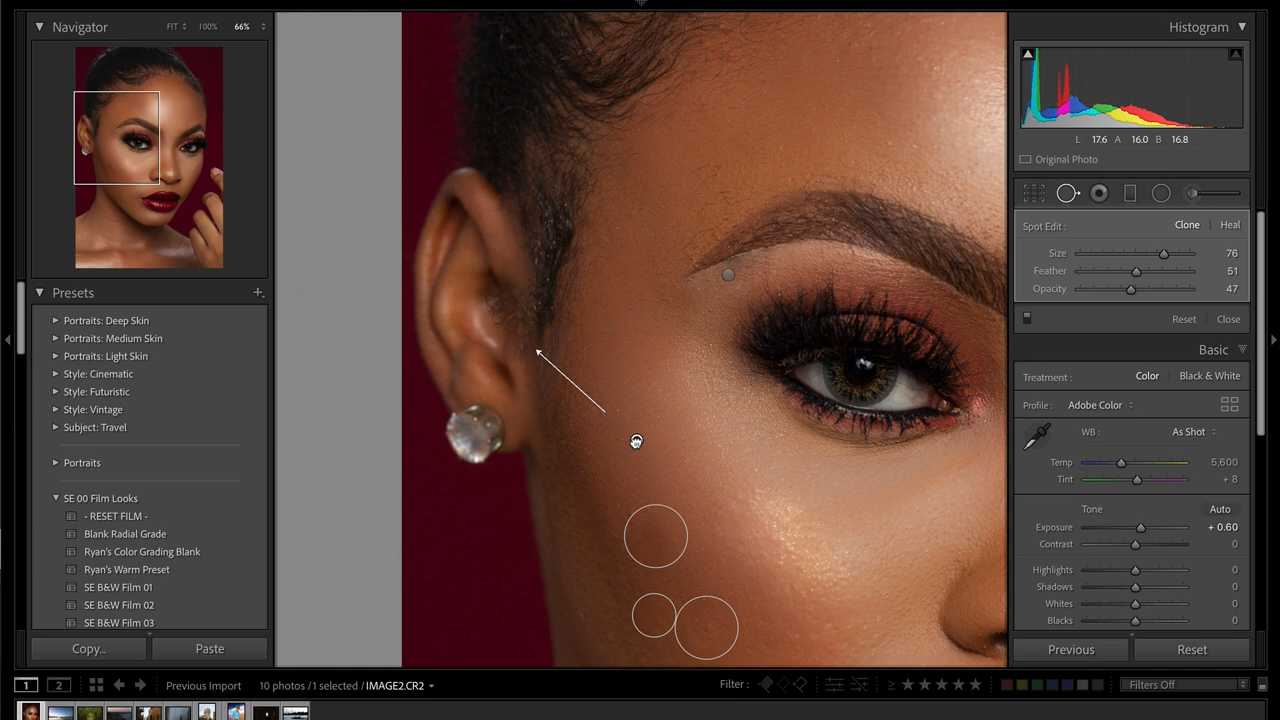 Navigator FIT 100% 66%
Presets +
Portraits: Deep Skin
Portraits: Medium Skin
Portraits: Light Skin
Style: Cinematic
Style: Futuristic
Style: Vintage
Subject: Travel
Portraits
SE 00 Film Looks
- RESET FILM -
Blank Radial Grade
Ryan's Color Grading Blank
Ryan's Warm Preset
SE B&W Film 01
SE B&W Film 02
SE B&W Film 03
Copy... Paste
Histogram
L 17.6 A 16.0 B 16.8
Original Photo
Spot Edit : Clone | Heal
Size 76
Feather 51
Opacity 47
Reset Close
Basic
Treatment : Color | Black & White
Profile : Adobe Color
WB : As Shot
Temp 5,600
Tint + 8
Tone Auto
Exposure + 0.60
Contrast 0
Highlights 0
Shadows 0
Whites 0
Blacks 0
Previous Reset
1 2 Previous Import 10 photos / 1 selected / IMAGE2.CR2 Filter : ≥ ★★★★★ Filters Off